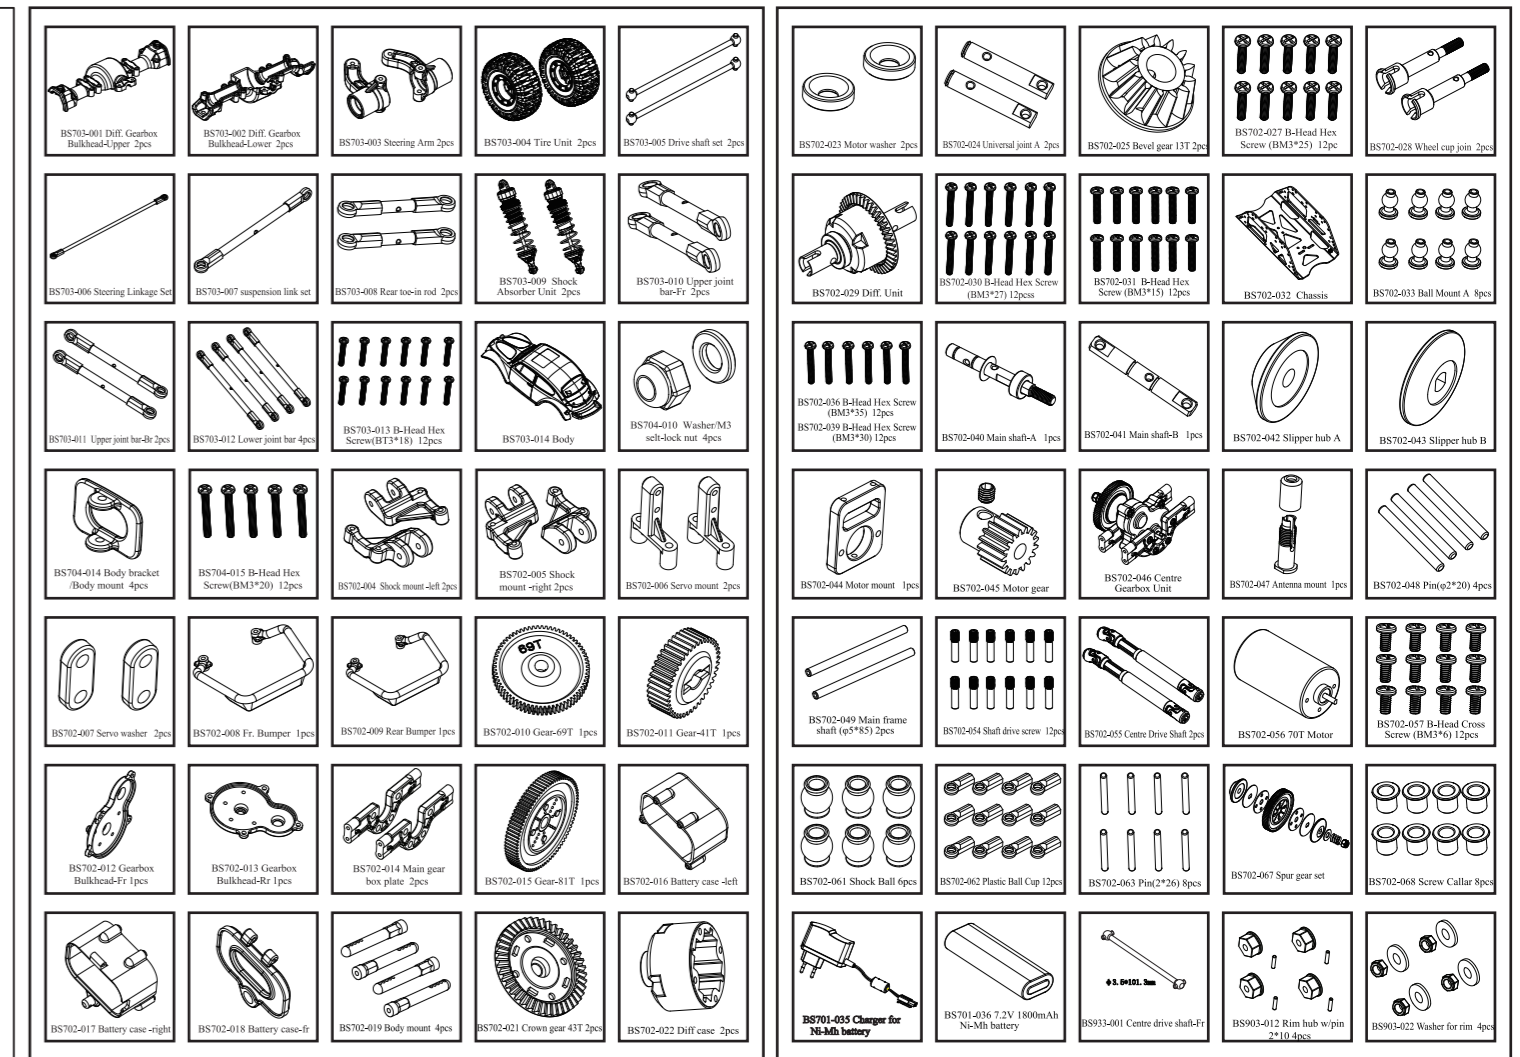 BS703-001 Diff. Gearbox
Bulkhead-Upper 2pcs
BS703-002 Diff. Gearbox
Bulkhead-Lower 2pcs
BS703-003 Steering Arm 2pcs
BS703-004 Tire Unit 2pcs
BS703-005 Drive shaft set 2pcs
BS703-006 Steering Linkage Set
BS703-007 suspension link set
BS703-008 Rear toe-in rod 2pcs
BS703-009 Shock
Absorber Unit 2pcs
BS703-010 Upper joint
bar-Fr 2pcs
BS703-011 Upper joint bar-Br 2pcs
BS703-012 Lower joint bar 4pcs
BS703-013 B-Head Hex
Screw(BT3*18) 12pcs
BS703-014 Body
BS704-010 Washer/M3
selt-lock nut 4pcs
BS704-014 Body bracket
/Body mount 4pcs
BS704-015 B-Head Hex
Screw(BM3*20) 12pcs
BS702-004 Shock mount -left 2pcs
BS702-005 Shock
mount -right 2pcs
BS702-006 Servo mount 2pcs
BS702-007 Servo washer 2pcs
BS702-008 Fr. Bumper 1pcs
BS702-009 Rear Bumper 1pcs
69T
BS702-010 Gear-69T 1pcs
BS702-011 Gear-41T 1pcs
BS702-012 Gearbox
Bulkhead-Fr 1pcs
BS702-013 Gearbox
Bulkhead-Rr 1pcs
BS702-014 Main gear
box plate 2pcs
BS702-015 Gear-81T 1pcs
BS702-016 Battery case -left
BS702-017 Battery case -right
BS702-018 Battery case-fr
BS702-019 Body mount 4pcs
BS702-021 Crown gear 43T 2pcs
BS702-022 Diff case 2pcs
BS702-023 Motor washer 2pcs
BS702-024 Universal joint A 2pcs
BS702-025 Bevel gear 13T 2pcs
BS702-027 B-Head Hex
Screw (BM3*25) 12pc
BS702-028 Wheel cup join 2pcs
BS702-029 Diff. Unit
BS702-030 B-Head Hex Screw
(BM3*27) 12pcss
BS702-031 B-Head Hex
Screw (BM3*15) 12pcs
BS702-032 Chassis
BS702-033 Ball Mount A 8pcs
BS702-036 B-Head Hex Screw
(BM3*35) 12pcs
BS702-039 B-Head Hex Screw
(BM3*30) 12pcs
BS702-040 Main shaft-A 1pcs
BS702-041 Main shaft-B 1pcs
BS702-042 Slipper hub A
BS702-043 Slipper hub B
BS702-044 Motor mount 1pcs
BS702-045 Motor gear
BS702-046 Centre
Gearbox Unit
BS702-047 Antenna mount 1pcs
BS702-048 Pin(φ2*20) 4pcs
BS702-049 Main frame
shaft (φ5*85) 2pcs
BS702-054 Shaft drive screw 12pcs
BS702-055 Centre Drive Shaft 2pcs
BS702-056 70T Motor
BS702-057 B-Head Cross
Screw (BM3*6) 12pcs
BS702-061 Shock Ball 6pcs
BS702-062 Plastic Ball Cup 12pcs
BS702-063 Pin(2*26) 8pcs
BS702-067 Spur gear set
BS702-068 Screw Callar 8pcs
BS701-035 Charger for
Ni-Mh battery
BS701-036 7.2V 1800mAh
Ni-Mh battery
φ3.5*101.3mm
BS933-001 Centre drive shaft-Fr
BS903-012 Rim hub w/pin
2*10 4pcs
BS903-022 Washer for rim 4pcs